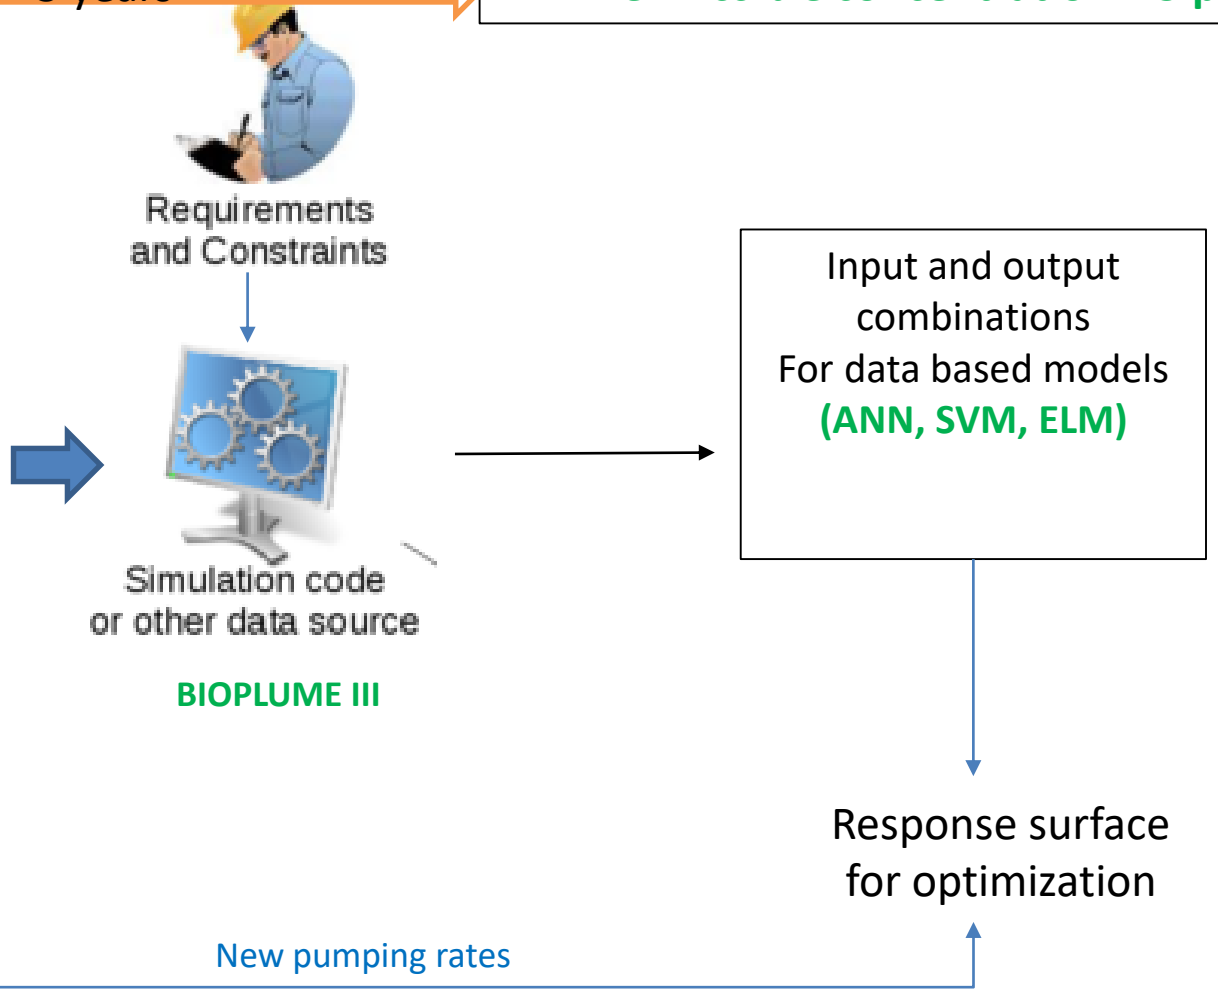 years
Requirements
and Constraints
Input and output
combinations
For data based models
(ANN, SVM, ELM)
Simulation code
or other data source
BIOPLUME III
Response surface
for optimization
New pumping rates